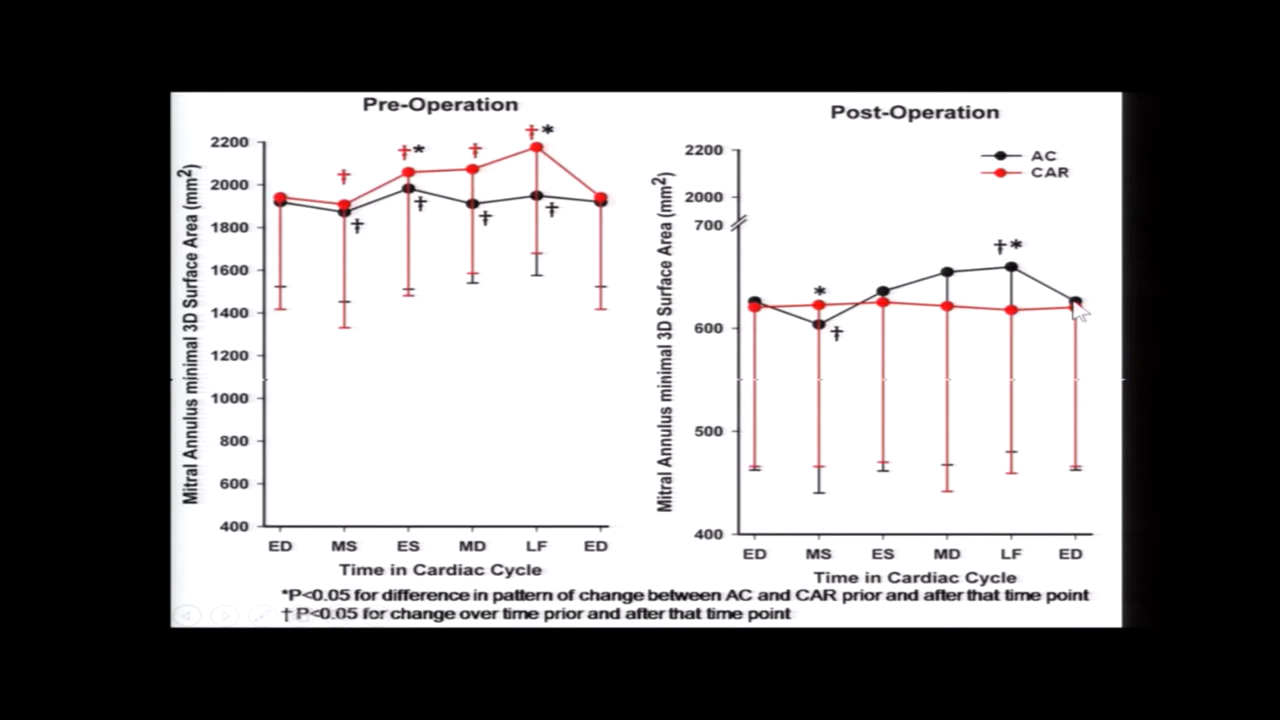 Pre-Operation
Mitral Annulus minimal 3D Surface Area (mm²)
2200
2000
1800
1600
1400
1200
1000
800
600
400
†
†*
†
†*
†
†
†
†
ED MS ES MD LF ED
Time in Cardiac Cycle
Post-Operation
Mitral Annulus minimal 3D Surface Area (mm²)
2200
2000
700
600
500
400
AC
CAR
†*
*
†
ED MS ES MD LF ED
Time in Cardiac Cycle
*P<0.05 for difference in pattern of change between AC and CAR prior and after that time point
† P<0.05 for change over time prior and after that time point